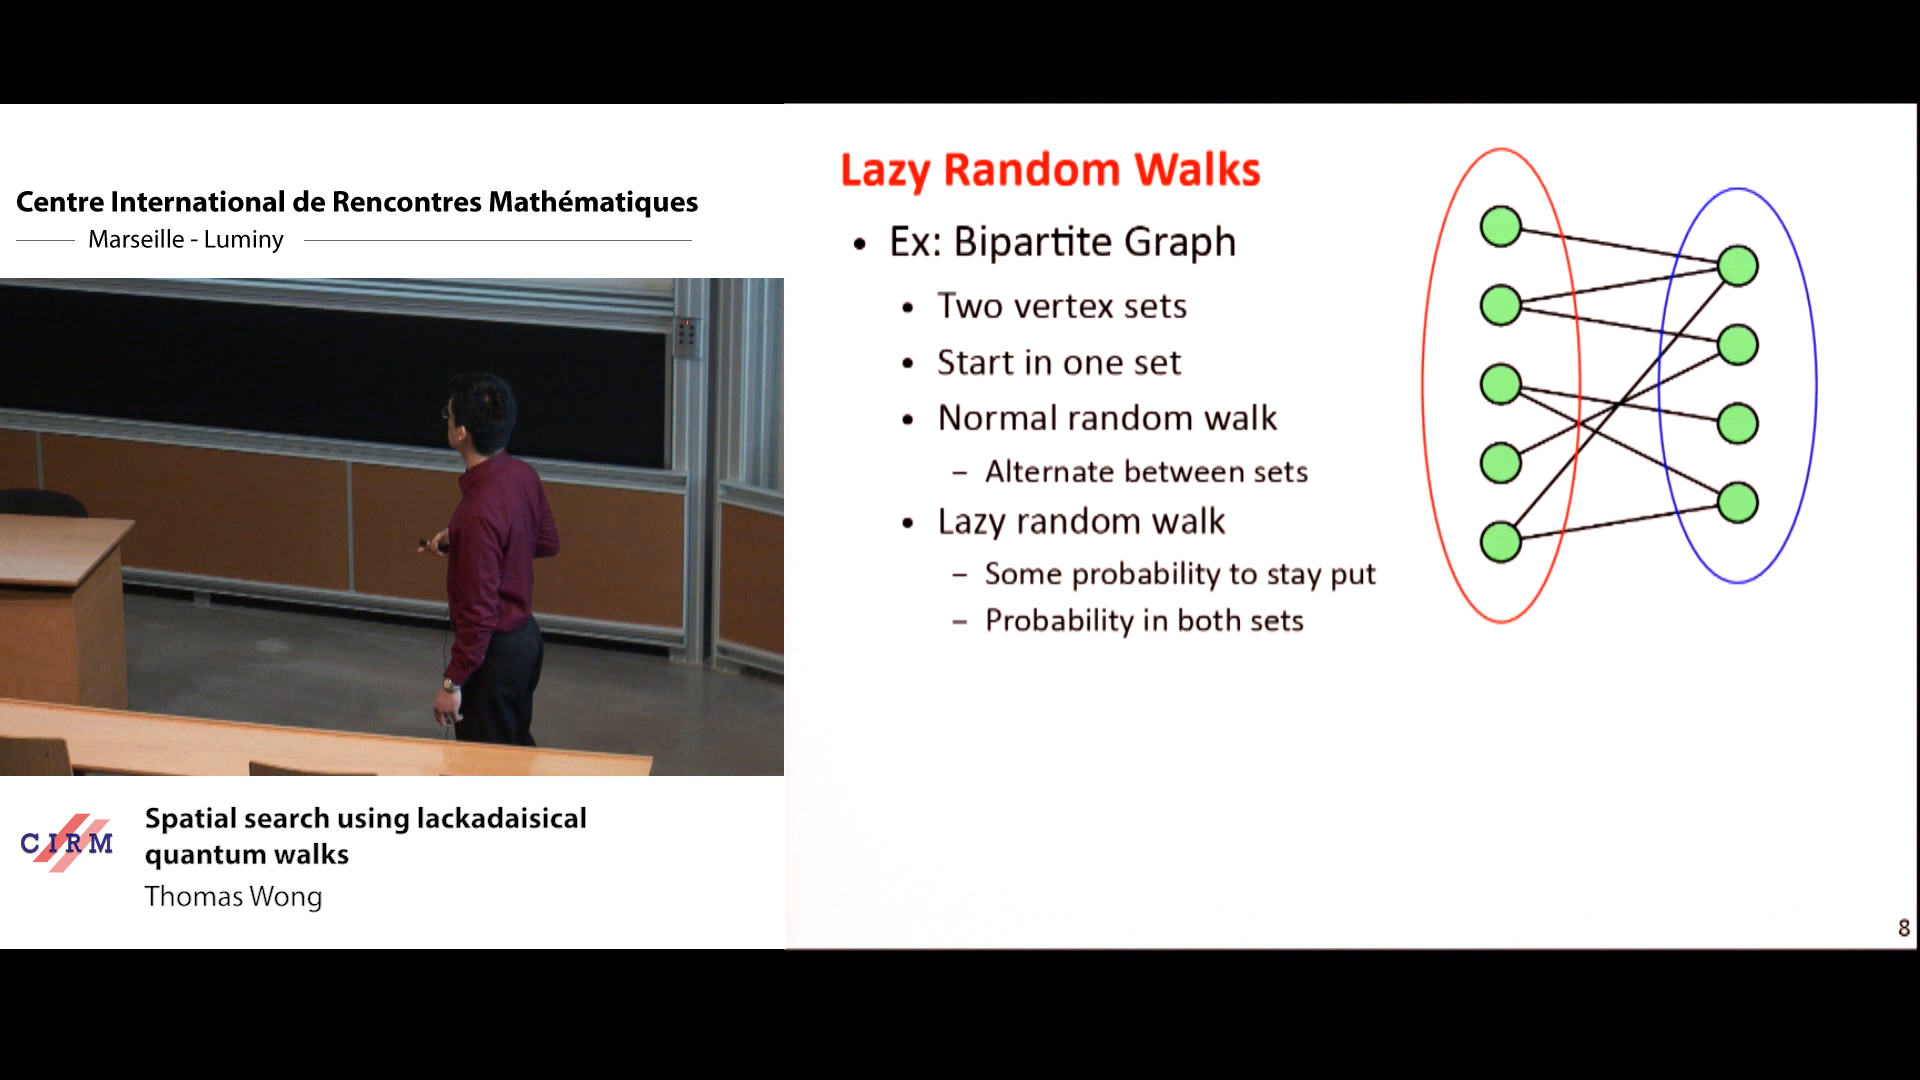 Centre International de Rencontres Mathématiques
Marseille - Luminy
Lazy Random Walks
• Ex: Bipartite Graph
• Two vertex sets
• Start in one set
• Normal random walk
– Alternate between sets
• Lazy random walk
– Some probability to stay put
– Probability in both sets
CIRM
Spatial search using lackadaisical
quantum walks
Thomas Wong
8